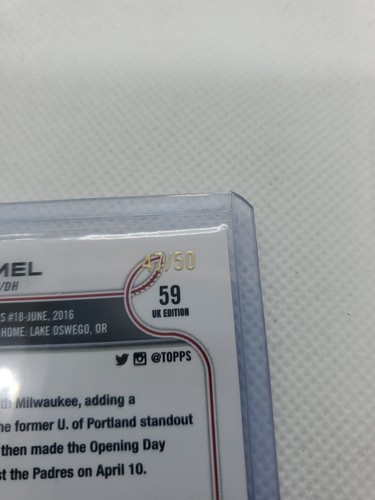 MEL
47/50
/DH
59
UK EDITION
S #18-JUNE, 2016
HOME: LAKE OSWEGO, OR
@TOPPS
th Milwaukee, adding a
he former U. of Portland standout
then made the Opening Day
st the Padres on April 10.